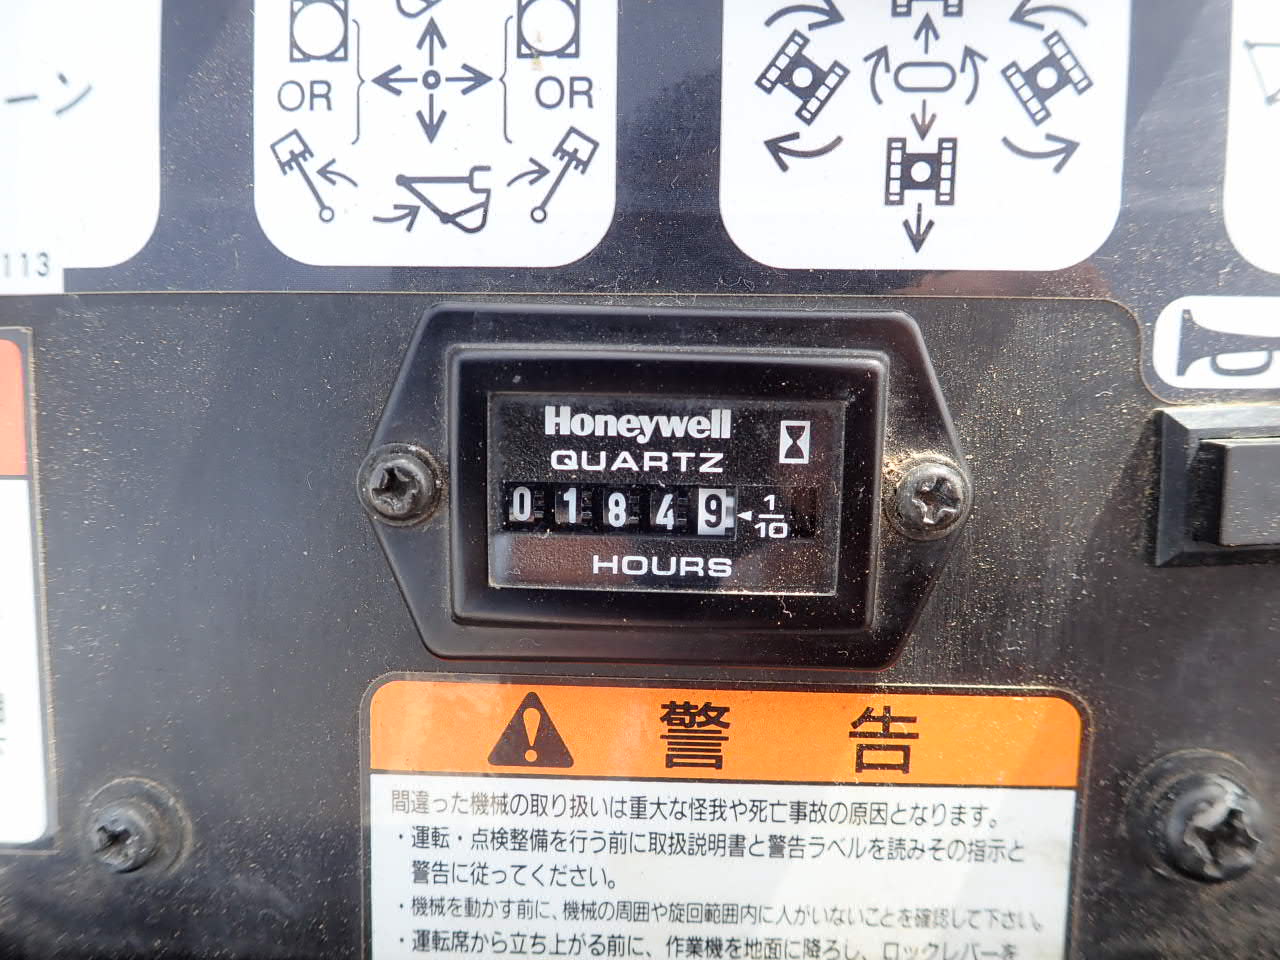 ーン
113
OR
OR
Honeywell
QUARTZ
01849
1
10
HOURS
警告
間違った機械の取り扱いは重大な怪我や死亡事故の原因となります。
・運転・点検整備を行う前に取扱説明書と警告ラベルを読みその指示と
警告に従ってください。
・機械を動かす前に、機械の周囲や旋回範囲内に人がいないことを確認して下さい。
・運転席から立ち上がる前に、作業機を地面に降ろし、ロックレバーを